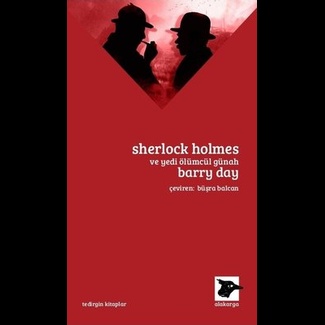 sherlock holmes
ve yedi ölümcül günah
barry day
çeviren: büşra balcan
tedirgin kitaplar
alakarga